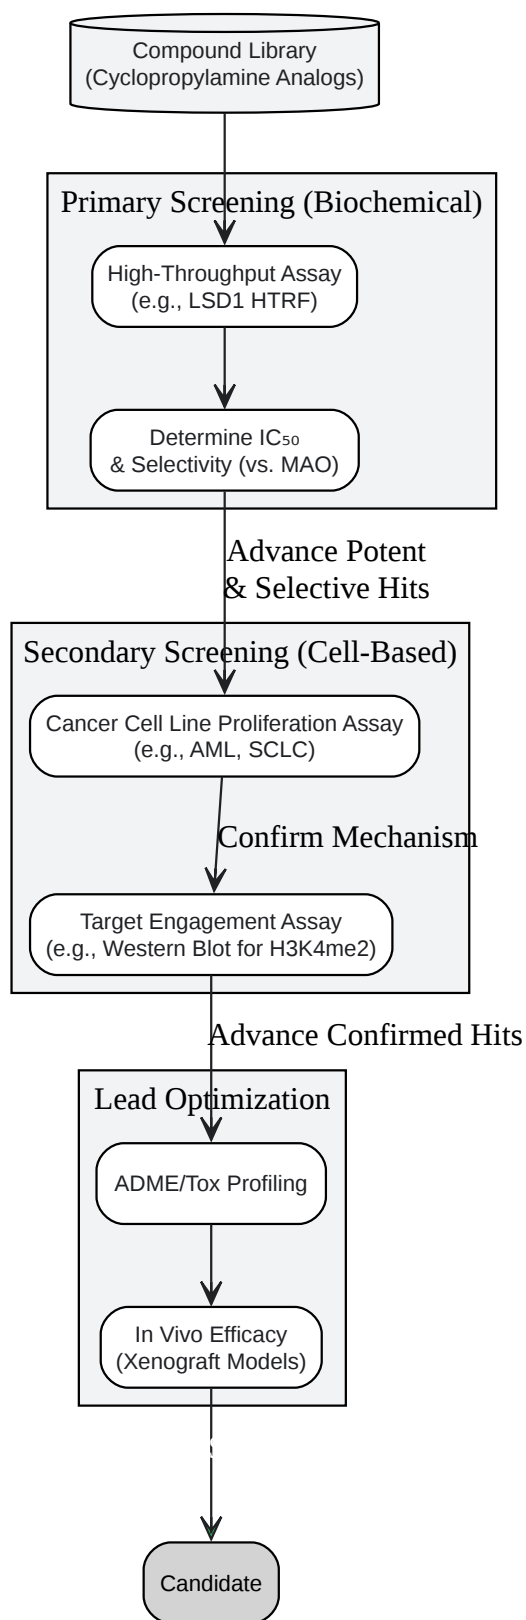 Compound Library
(Cyclopropylamine Analogs)
Primary Screening (Biochemical)
High-Throughput Assay
(e.g., LSD1 HTRF)
Determine IC₅₀
& Selectivity (vs. MAO)
Advance Potent
& Selective Hits
Secondary Screening (Cell-Based)
Cancer Cell Line Proliferation Assay
(e.g., AML, SCLC)
Confirm Mechanism
Target Engagement Assay
(e.g., Western Blot for H3K4me2)
Advance Confirmed Hits
Lead Optimization
ADME/Tox Profiling
In Vivo Efficacy
(Xenograft Models)
Candidate